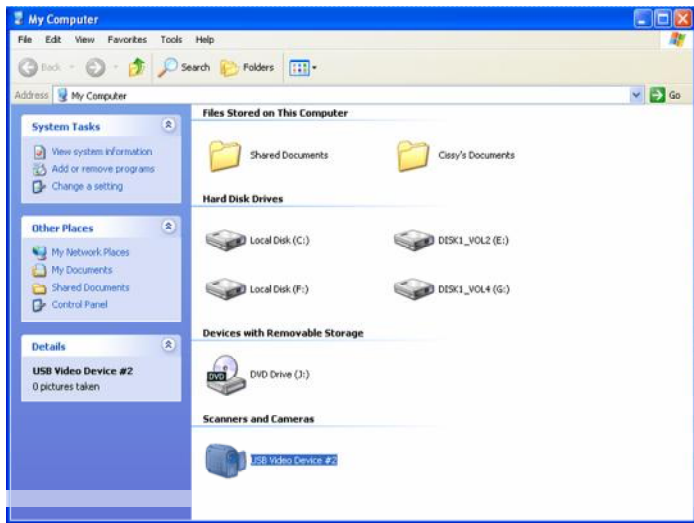 My Computer
File Edit View Favorites Tools Help
Back Search Folders
Address My Computer Go
System Tasks
View system information
Add or remove programs
Change a setting
Other Places
My Network Places
My Documents
Shared Documents
Control Panel
Details
USB Video Device #2
0 pictures taken
Files Stored on This Computer
Shared Documents Cissy's Documents
Hard Disk Drives
Local Disk (C:) DISK1_VOL2 (E:)
Local Disk (F:) DISK1_VOL4 (G:)
Devices with Removable Storage
DVD
DVD Drive (J:)
Scanners and Cameras
USB Video Device #2